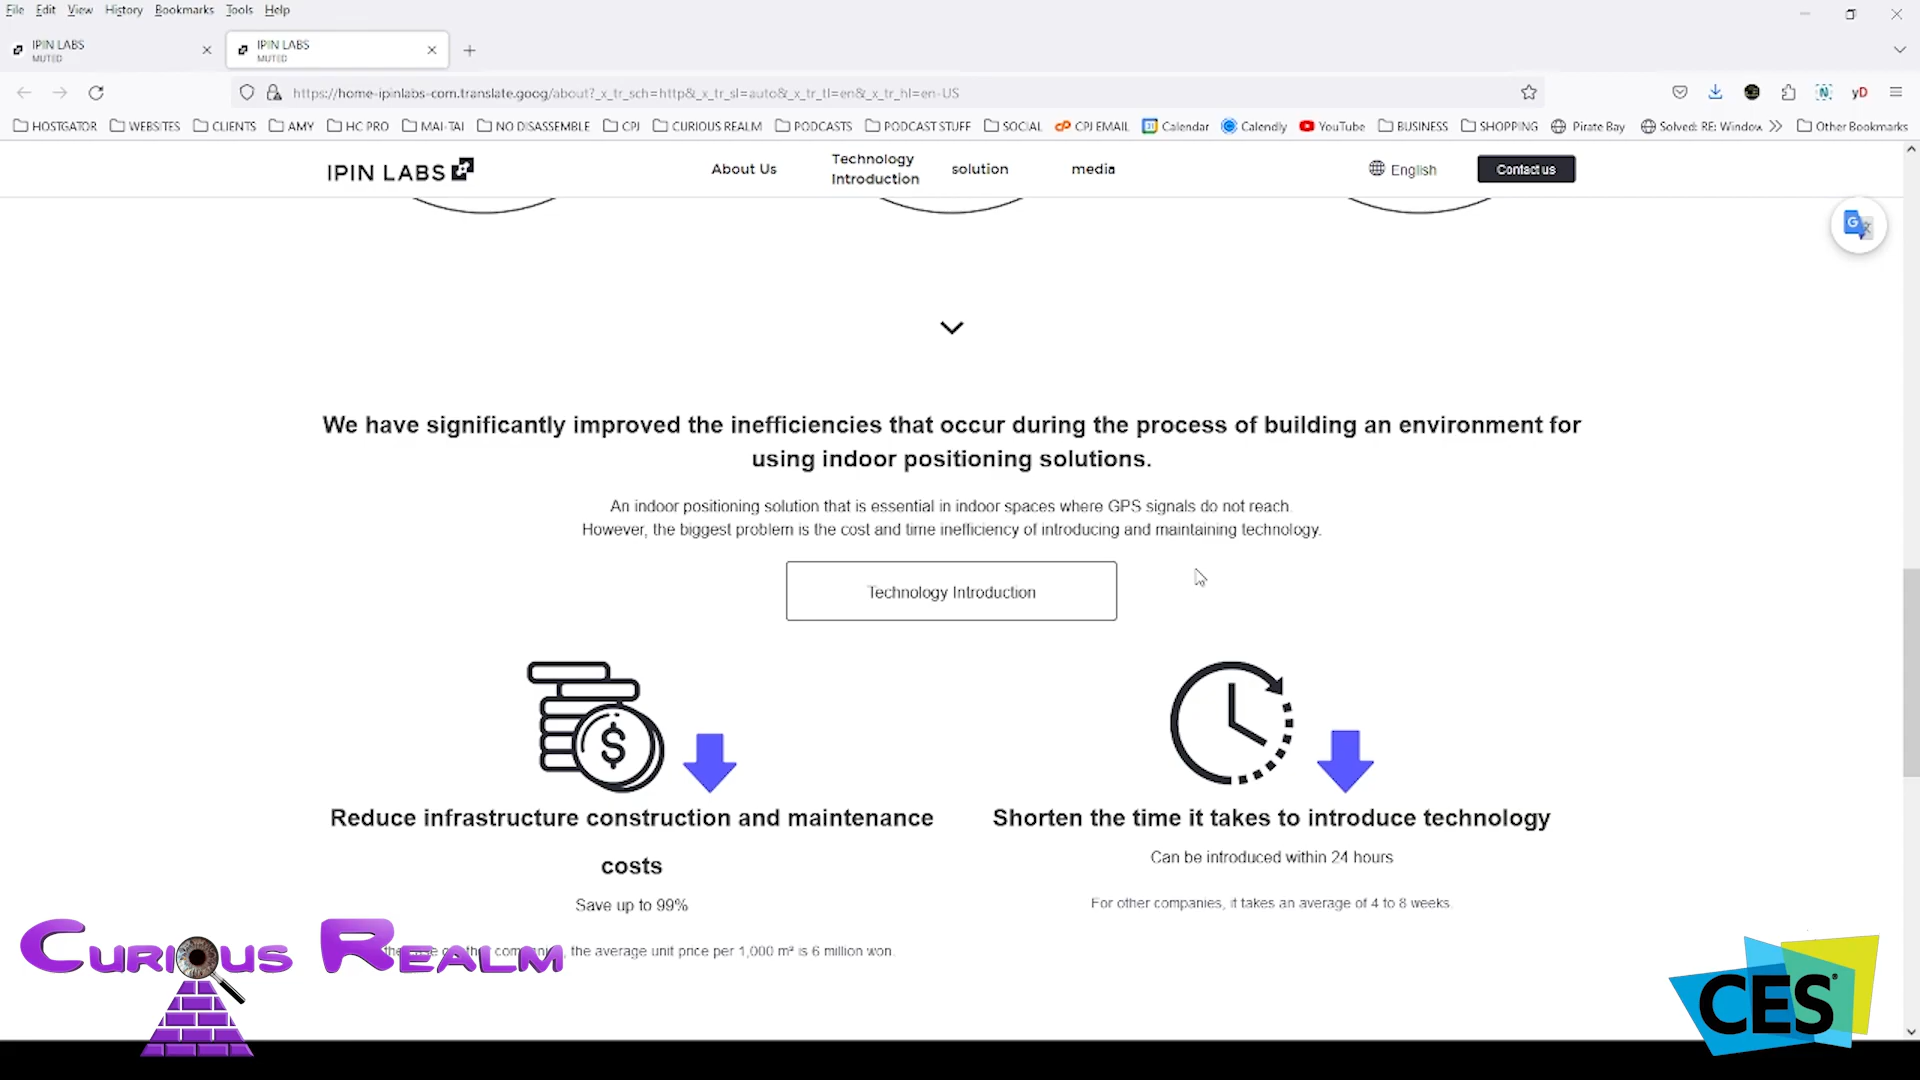 File Edit View History Bookmarks Tools Help
IPIN LABS
MUTED
IPIN LABS
MUTED
https://home-ipinlabs-com.translate.goog/about?_x_tr_sch=http&_x_tr_sl=auto&_x_tr_tl=en&_x_tr_hl=en-US
HOSTGATOR WEBSITES CLIENTS AMY HC PRO MAI-TAI NO DISASSEMBLE CPJ CURIOUS REALM PODCASTS PODCAST STUFF SOCIAL CPJ EMAIL Calendar Calendly YouTube BUSINESS SHOPPING Pirate Bay Solved: RE: Window Other Bookmarks
IPIN LABS
About Us
Technology
Introduction
solution
media
English
Contact us
We have significantly improved the inefficiencies that occur during the process of building an environment for
using indoor positioning solutions.
An indoor positioning solution that is essential in indoor spaces where GPS signals do not reach.
However, the biggest problem is the cost and time inefficiency of introducing and maintaining technology.
Technology Introduction
Reduce infrastructure construction and maintenance
costs
Save up to 99%
the average unit price per 1,000 m² is 6 million won.
Shorten the time it takes to introduce technology
Can be introduced within 24 hours
For other companies, it takes an average of 4 to 8 weeks.
CURIOUS REALM
CES®